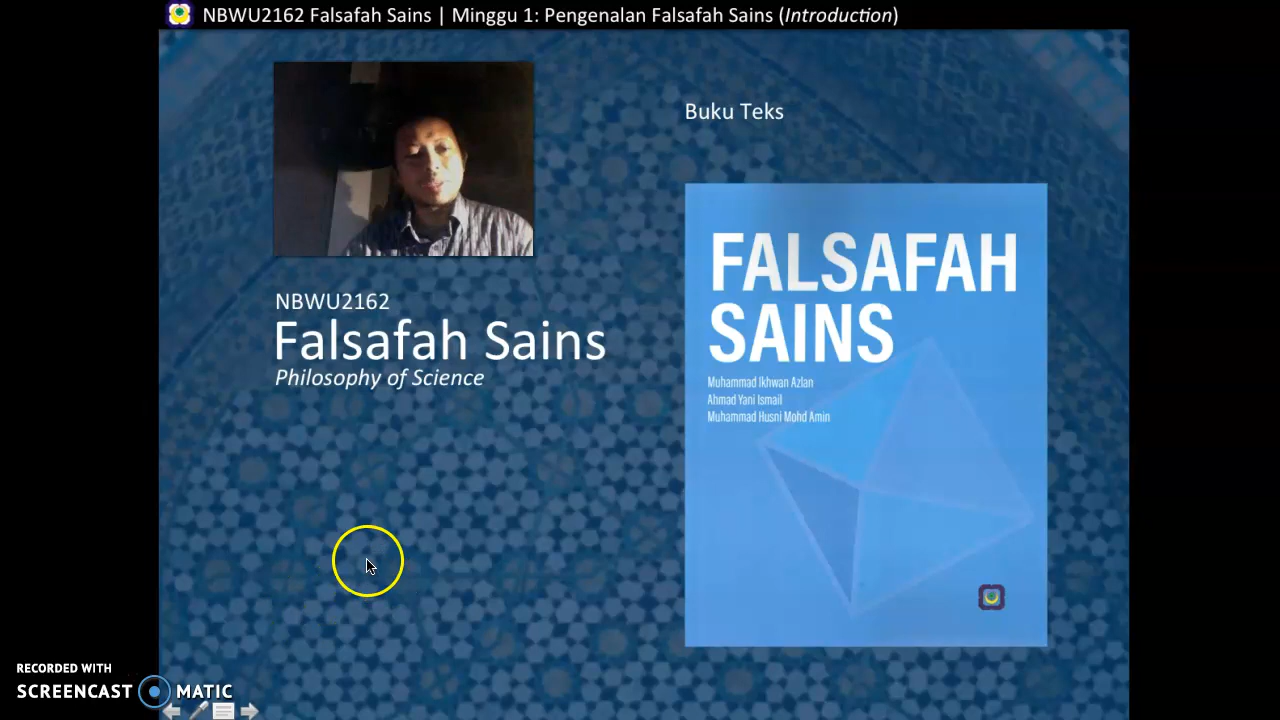 NBWU2162 Falsafah Sains | Minggu 1: Pengenalan Falsafah Sains (Introduction)
NBWU2162
Falsafah Sains
Philosophy of Science
Buku Teks
FALSAFAH
SAINS
Muhammad Ikhwan Azlan
Ahmad Yani Ismail
Muhammad Husni Mohd Amin
RECORDED WITH
SCREENCAST MATIC